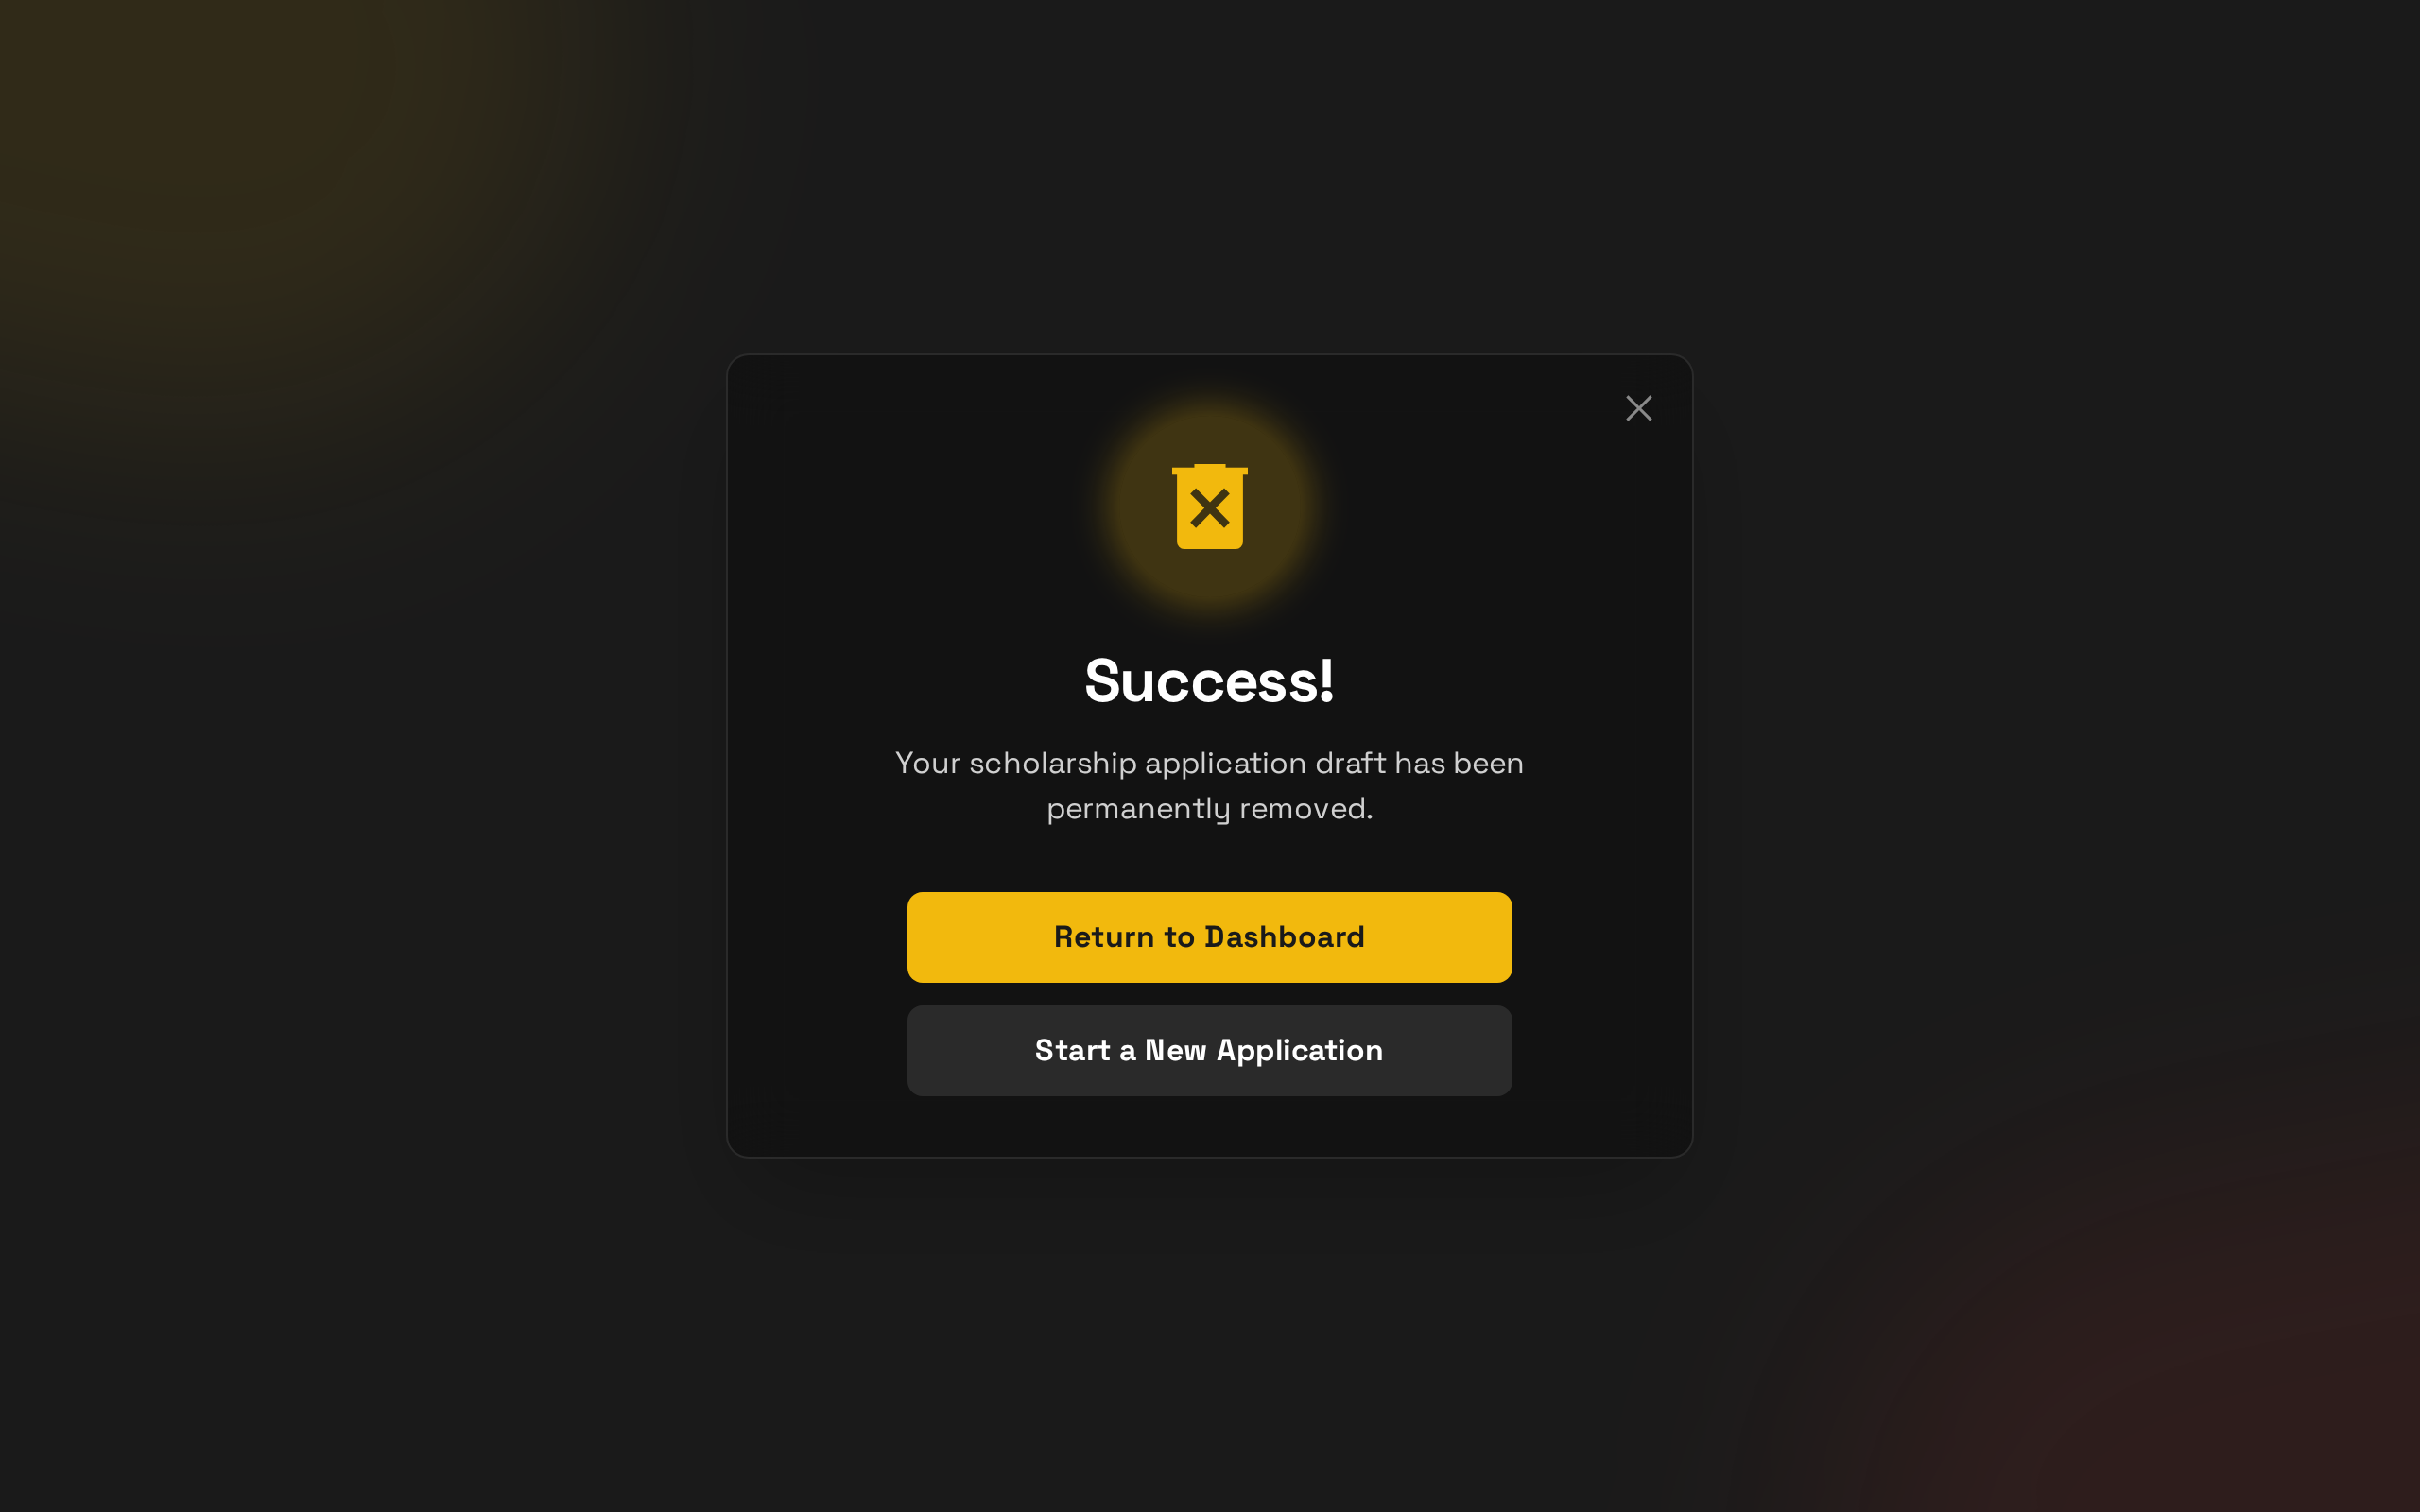 Success!
Your scholarship application draft has been
permanently removed.
Return to Dashboard
Start a New Application